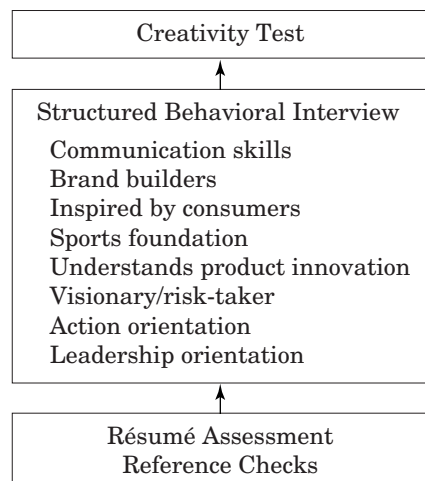 Creativity Test
Structured Behavioral Interview
Communication skills
Brand builders
Inspired by consumers
Sports foundation
Understands product innovation
Visionary/risk-taker
Action orientation
Leadership orientation
Résumé Assessment
Reference Checks